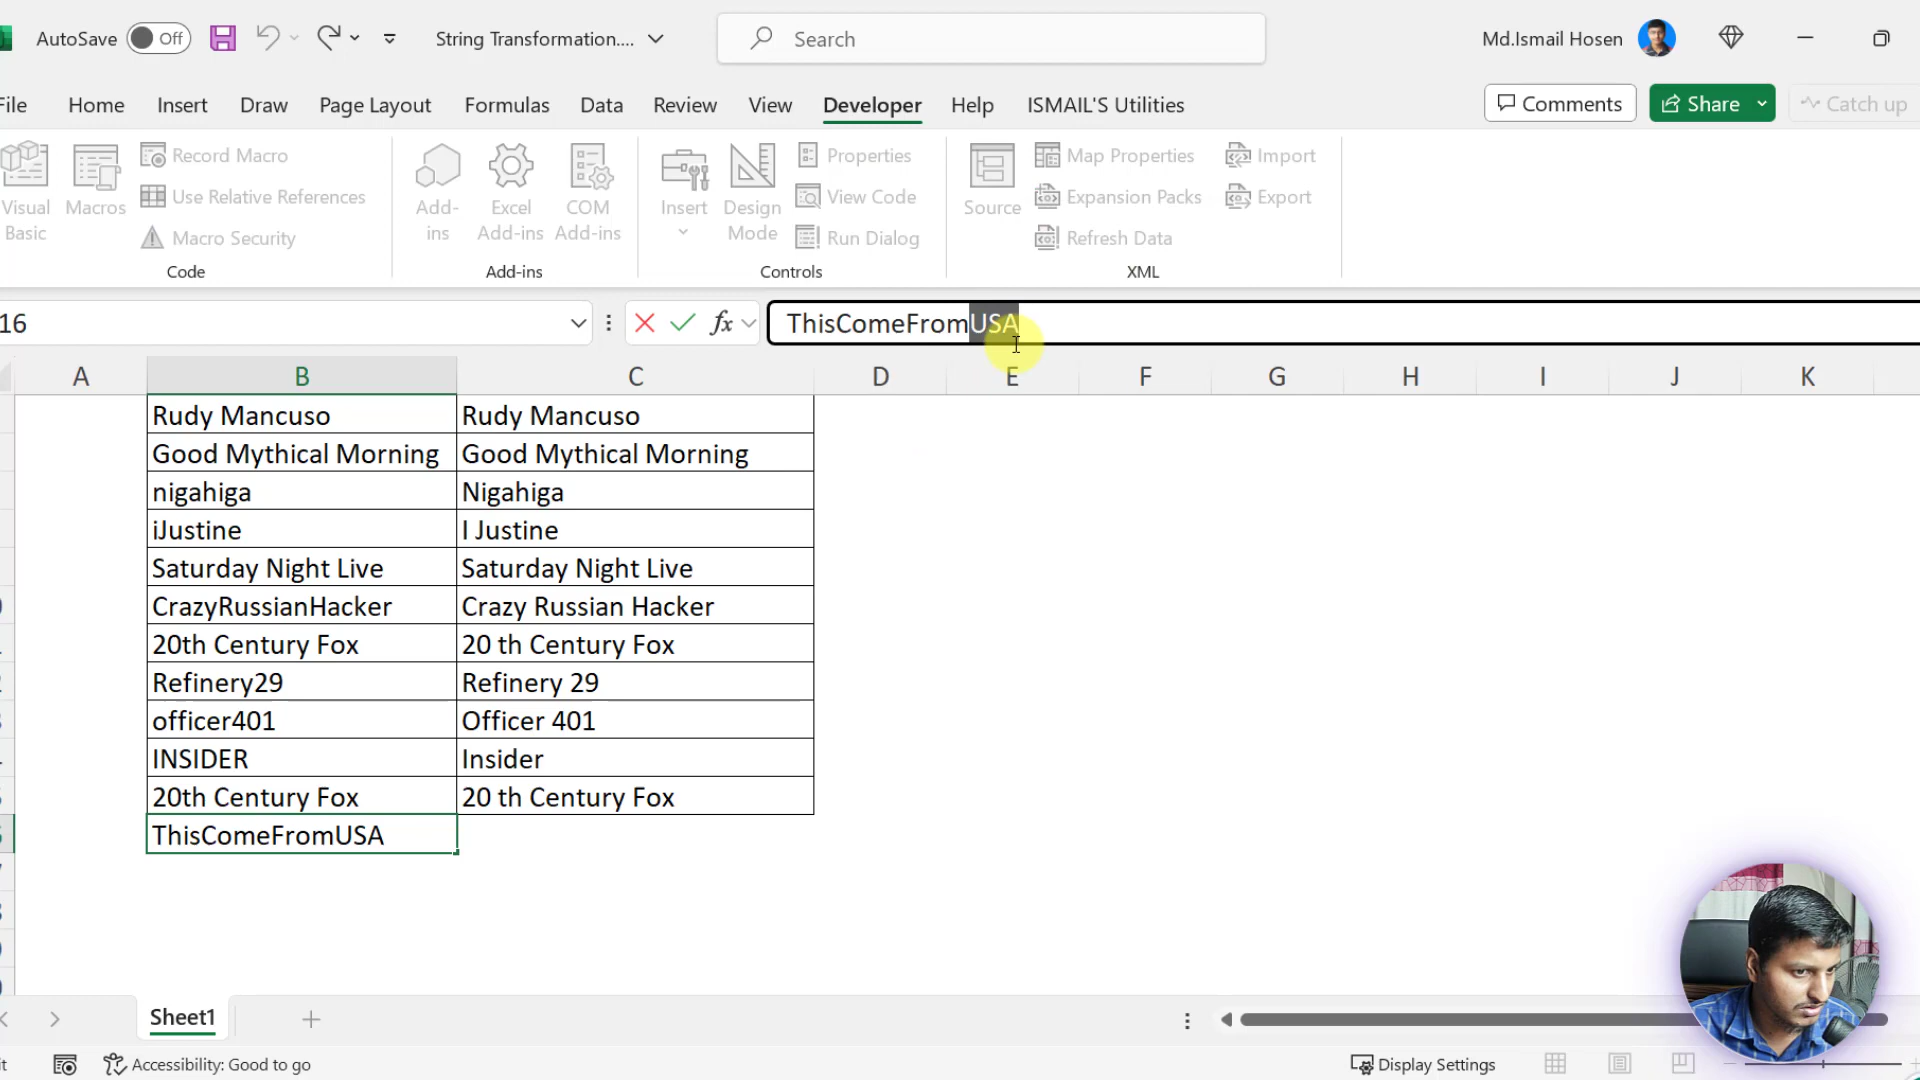 AutoSave Off String Transformation.... Search Md.Ismail Hosen
File Home Insert Draw Page Layout Formulas Data Review View Developer Help ISMAIL'S Utilities Comments Share Catch up
Visual Basic
Macros
Record Macro
Use Relative References
Macro Security
Code
Add-ins
Excel Add-ins
COM Add-ins
Add-ins
Insert
Design Mode
Properties
View Code
Run Dialog
Controls
Source
Map Properties
Expansion Packs
Refresh Data
Import
Export
XML
16 fx ThisComeFromUSA
A B C D E F G H I J K
Rudy Mancuso Rudy Mancuso
Good Mythical Morning Good Mythical Morning
nigahiga Nigahiga
iJustine I Justine
Saturday Night Live Saturday Night Live
CrazyRussianHacker Crazy Russian Hacker
20th Century Fox 20 th Century Fox
Refinery29 Refinery 29
officer401 Officer 401
INSIDER Insider
20th Century Fox 20 th Century Fox
ThisComeFromUSA
Sheet1
Accessibility: Good to go Display Settings